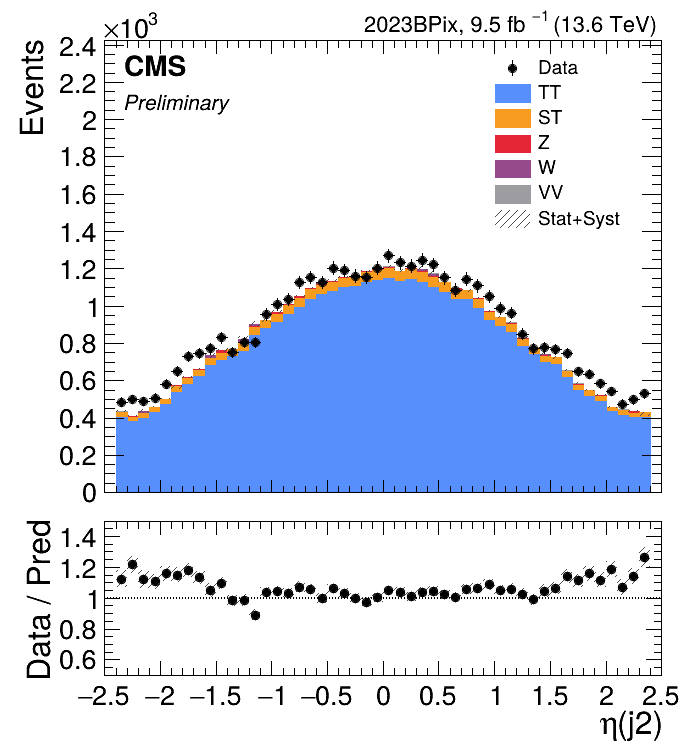 ×10³
2023BPix, 9.5 fb ⁻¹ (13.6 TeV)
CMS
Preliminary
Events
2.4
2.2
2
1.8
1.6
1.4
1.2
1
0.8
0.6
0.4
0.2
0
Data
TT
ST
Z
W
VV
Stat+Syst
Data / Pred
1.4
1.2
1
0.8
0.6
−2.5 −2 −1.5 −1 −0.5 0 0.5 1 1.5 2 2.5
η(j2)